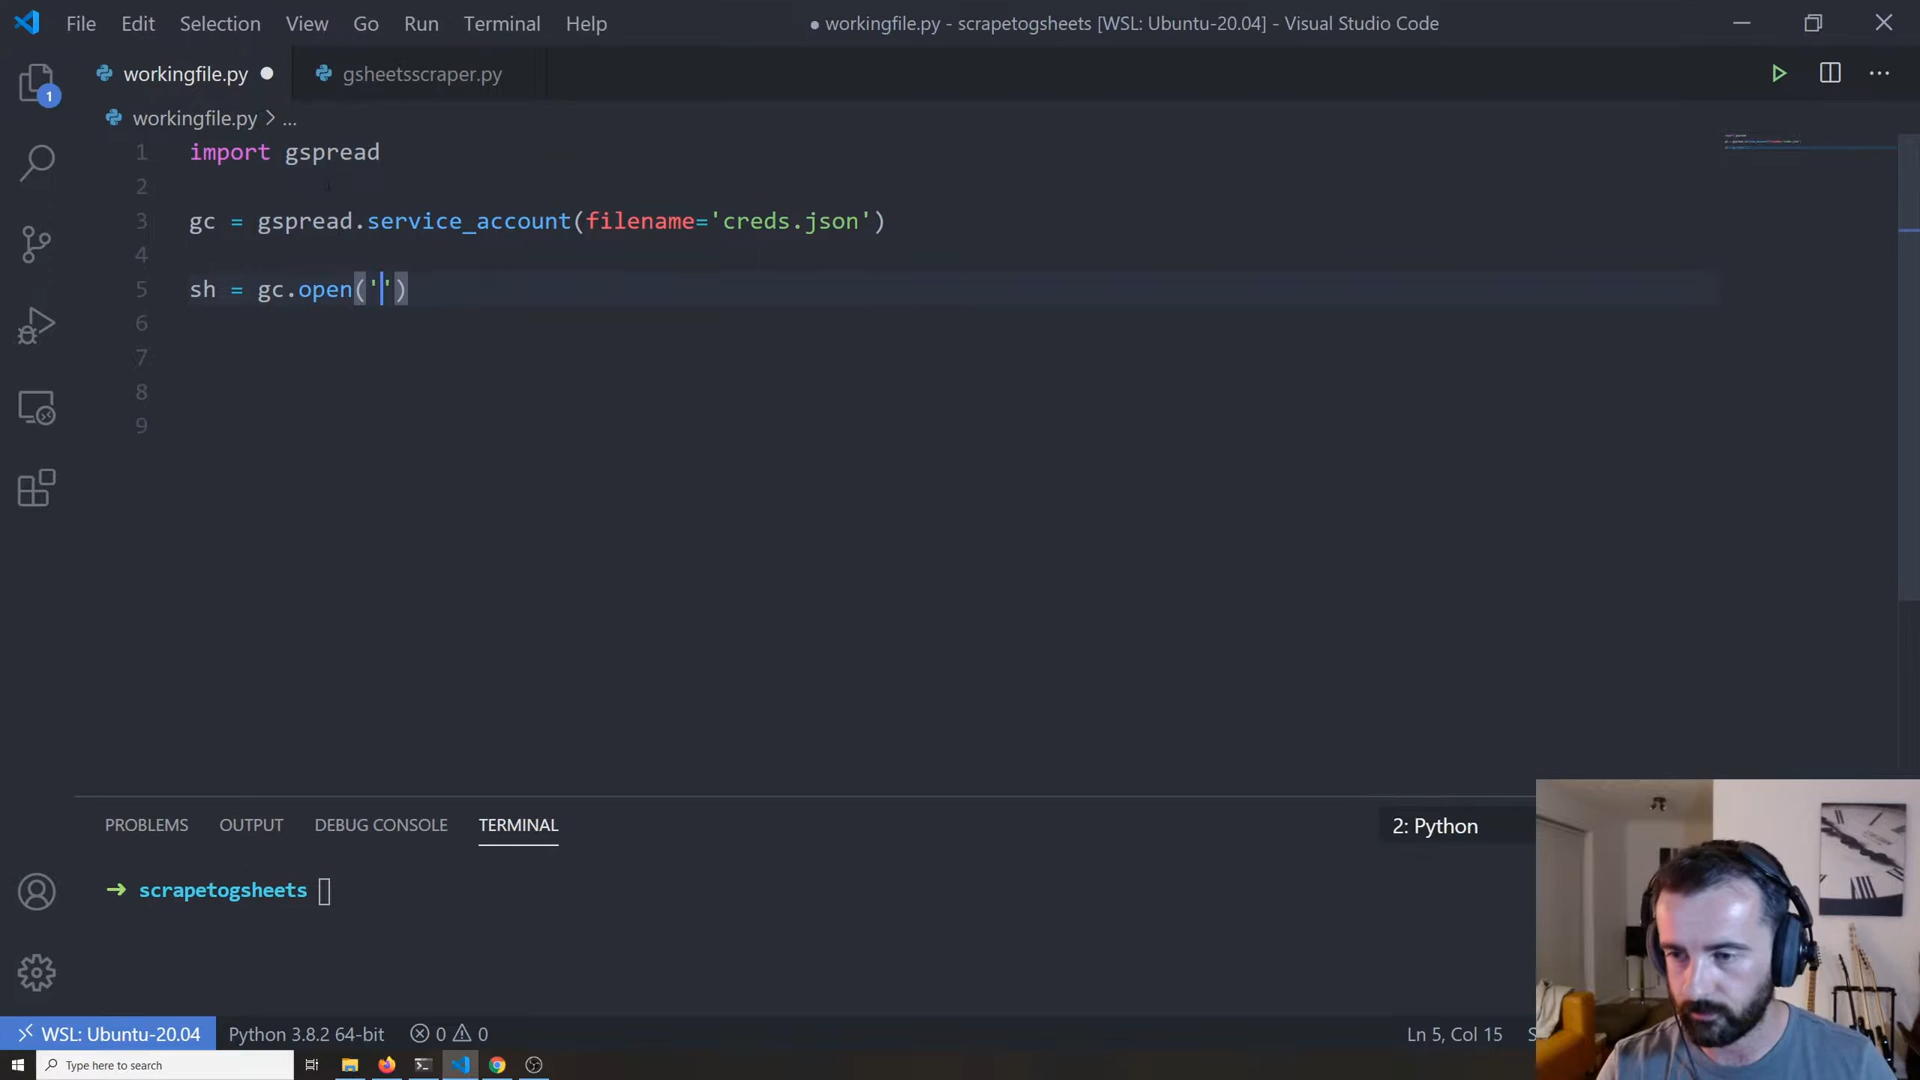 File Edit Selection View Go Run Terminal Help
● workingfile.py - scrapetogsheets [WSL: Ubuntu-20.04] - Visual Studio Code
workingfile.py ● gsheetsscraper.py
1
workingfile.py > ...
1 import gspread
2
3 gc = gspread.service_account(filename='creds.json')
4
5 sh = gc.open('')
6
7
8
9
PROBLEMS OUTPUT DEBUG CONSOLE TERMINAL
2: Python
➜ scrapetogsheets
WSL: Ubuntu-20.04 Python 3.8.2 64-bit 0 0
Ln 5, Col 15
Type here to search